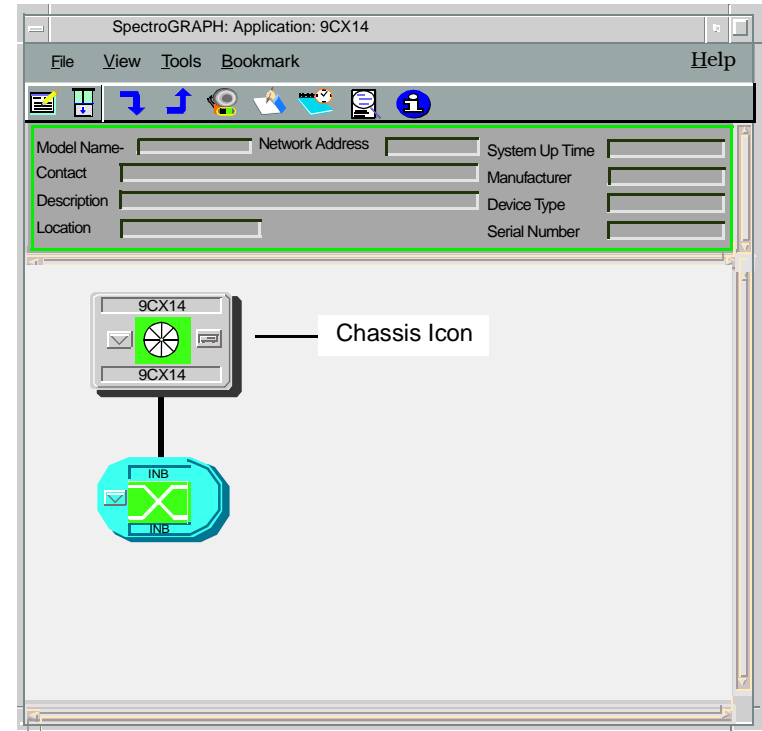 SpectroGRAPH: Application: 9CX14
File View Tools Bookmark Help
Model Name- Network Address System Up Time
Contact Manufacturer
Description Device Type
Location Serial Number
9CX14
Chassis Icon
9CX14
INB
INB